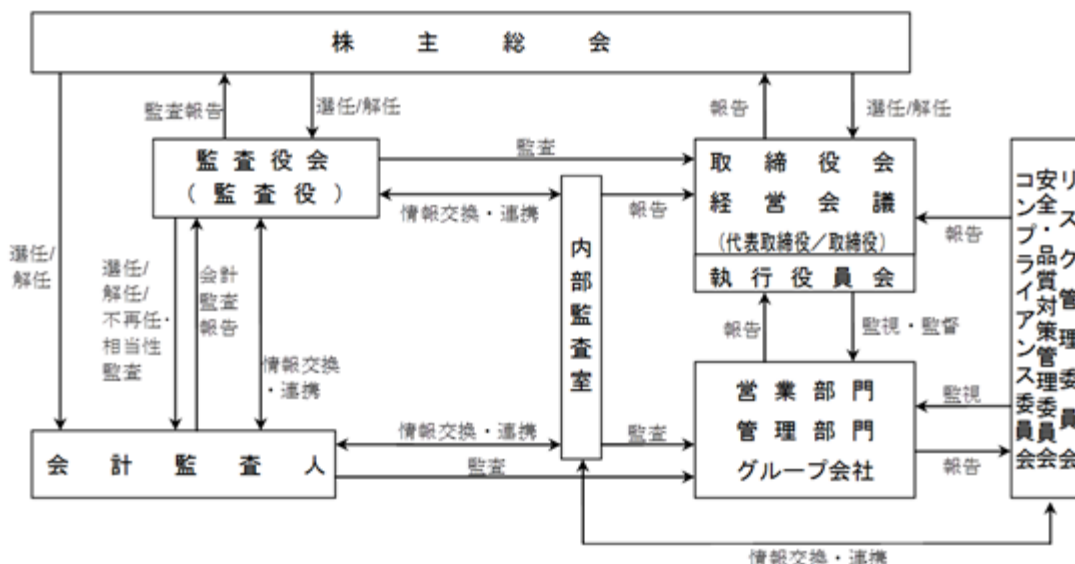 株主総会
監査報告
選任/解任
報告
選任/解任
監査役会
(監査役)
監査
取締役会
経営会議
(代表取締役/取締役)
執行役員会
情報交換・連携
報告
内部監査室
報告
リスク管理委員会
安全・品質対策管理委員会
コンプライアンス委員会
選任/
解任
選任/
解任/
不再任・
相当性
監査
会計
監査
報告
情報交換
・連携
報告
監視・監督
営業部門
管理部門
グループ会社
監視
報告
情報交換・連携
監査
会計監査人
監査
情報交換・連携